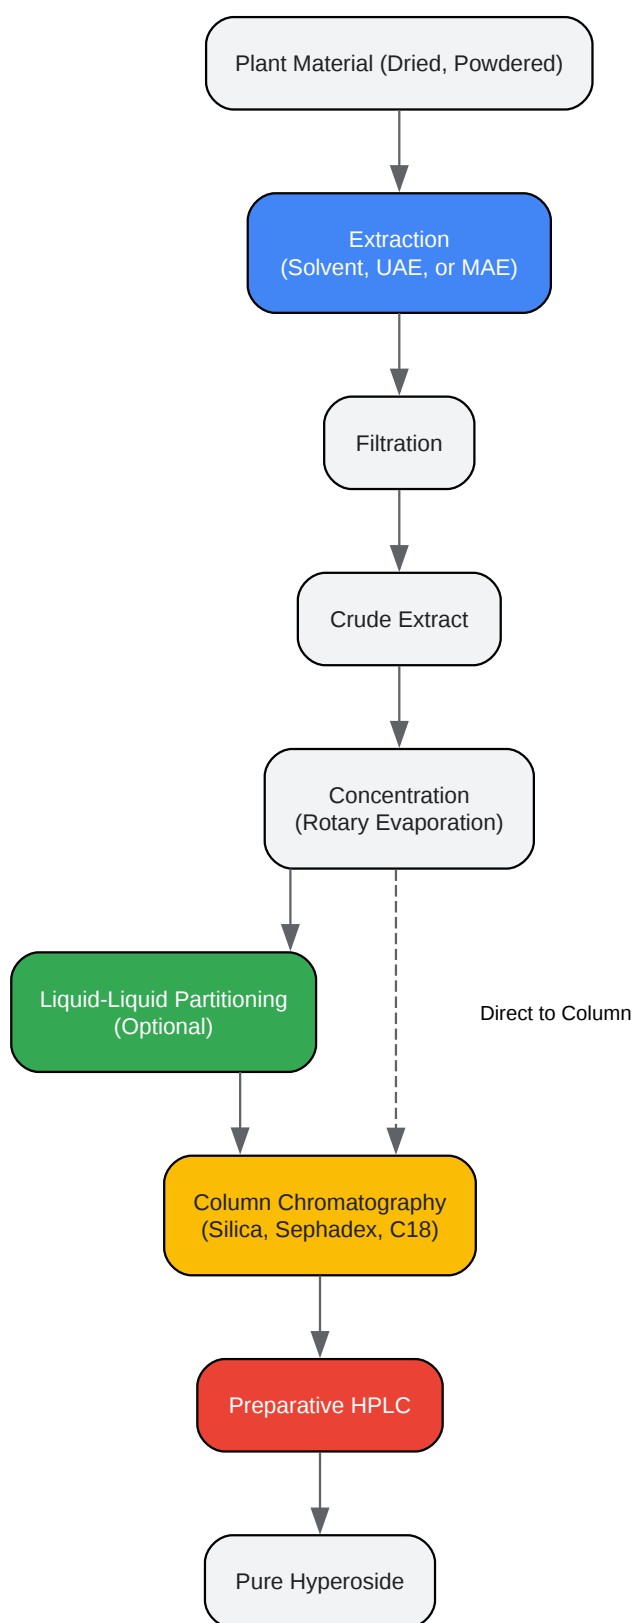 Plant Material (Dried, Powdered)
Extraction
(Solvent, UAE, or MAE)
Filtration
Crude Extract
Concentration
(Rotary Evaporation)
Liquid-Liquid Partitioning
(Optional)
Direct to Column
Column Chromatography
(Silica, Sephadex, C18)
Preparative HPLC
Pure Hyperoside